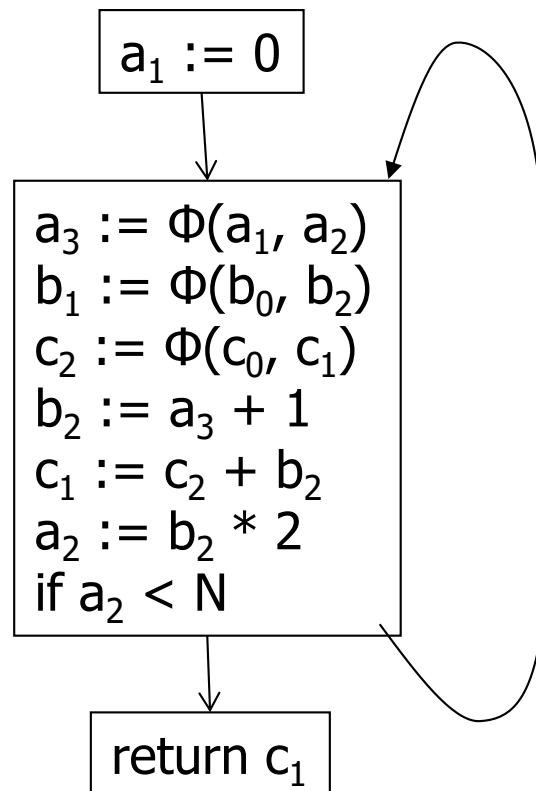 a₁ := 0
a₃ := Φ(a₁, a₂)
b₁ := Φ(b₀, b₂)
c₂ := Φ(c₀, c₁)
b₂ := a₃ + 1
c₁ := c₂ + b₂
a₂ := b₂ * 2
if a₂ < N
return c₁